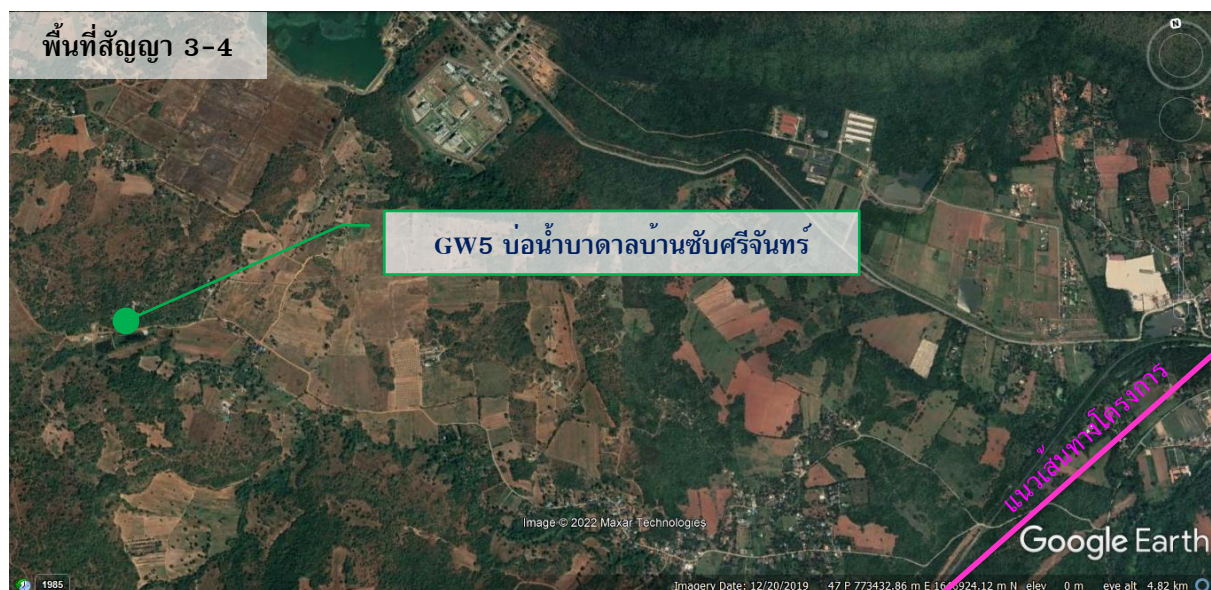 พื้นที่สัญญา 3-4
N
GW5 บ่อน้ำบาดาลบ้านซับศรีจันทร์
แนวเส้นทางโครงการ
Image © 2022 Maxar Technologies
Google Earth
1985
Imagery Date: 12/20/2019 47 P 773432.86 m E m N elev 0 m eye alt 4.82 km